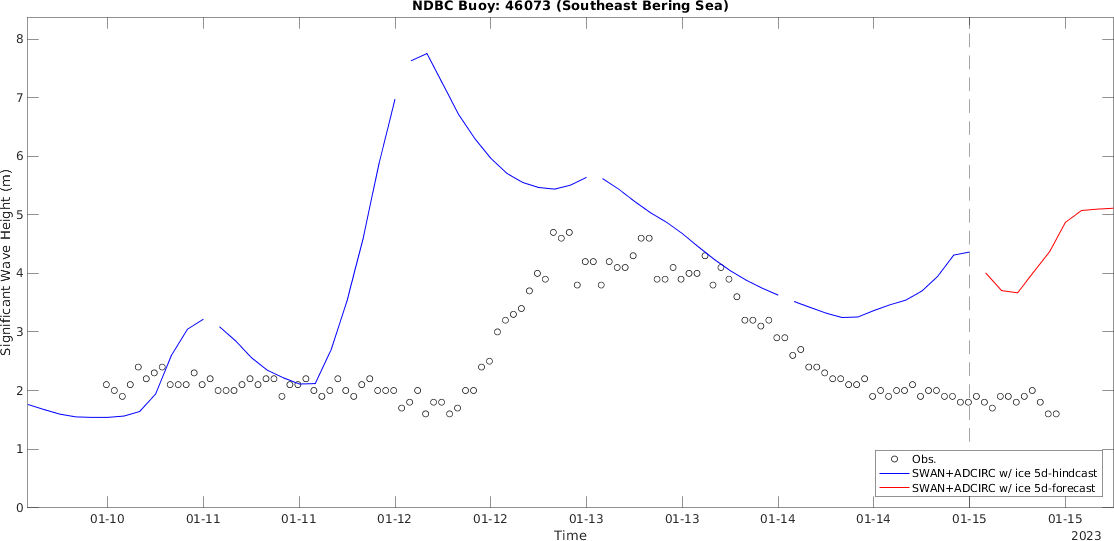 NDBC Buoy: 46073 (Southeast Bering Sea)
Significant Wave Height (m)
8
7
6
5
4
3
2
1
0
Obs.
SWAN+ADCIRC w/ ice 5d-hindcast
SWAN+ADCIRC w/ ice 5d-forecast
01-10 01-11 01-11 01-12 01-12 01-13 01-13 01-14 01-14 01-15 01-15
Time
2023